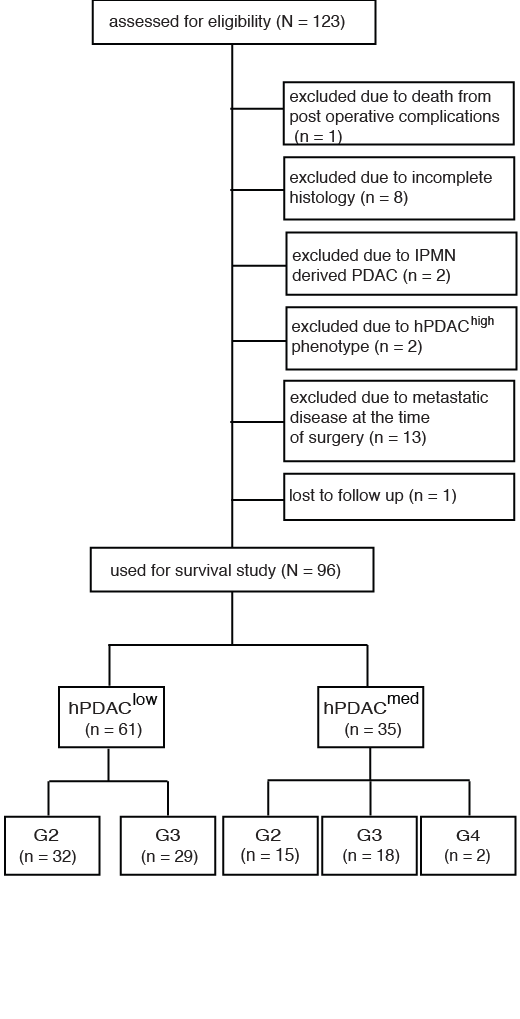 assessed for eligibility (N = 123)
excluded due to death from
post operative complications
(n = 1)
excluded due to incomplete
histology (n = 8)
excluded due to IPMN
derived PDAC (n = 2)
excluded due to hPDAChigh
phenotype (n = 2)
excluded due to metastatic
disease at the time
of surgery (n = 13)
lost to follow up (n = 1)
used for survival study (N = 96)
hPDAClow
(n = 61)
hPDACmed
(n = 35)
G2
(n = 32)
G3
(n = 29)
G2
(n = 15)
G3
(n = 18)
G4
(n = 2)